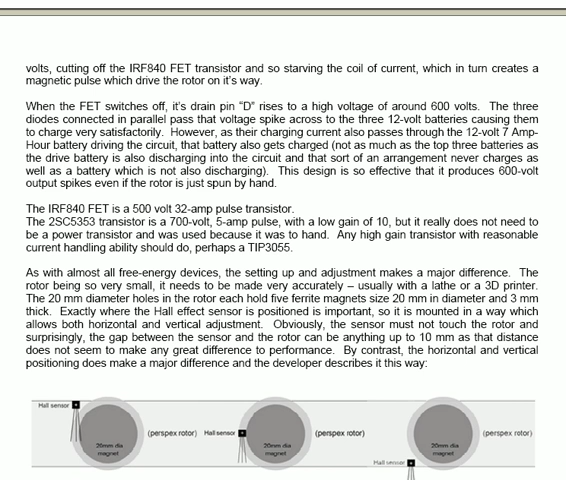 volts, cutting off the IRF840 FET transistor and so starving the coil of current, which in turn creates a
magnetic pulse which drive the rotor on it's way.
When the FET switches off, it's drain pin "D" rises to a high voltage of around 600 volts. The three
diodes connected in parallel pass that voltage spike across to the three 12-volt batteries causing them
to charge very satisfactorily. However, as their charging current also passes through the 12-volt 7 Amp-
Hour battery driving the circuit, that battery also gets charged (not as much as the top three batteries as
the drive battery is also discharging into the circuit and that sort of an arrangement never charges as
well as a battery which is not also discharging). This design is so effective that it produces 600-volt
output spikes even if the rotor is just spun by hand.
The IRF840 FET is a 500 volt 32-amp pulse transistor.
The 2SC5353 transistor is a 700-volt, 5-amp pulse, with a low gain of 10, but it really does not need to
be a power transistor and was used because it was to hand. Any high gain transistor with reasonable
current handling ability should do, perhaps a TIP3055.
As with almost all free-energy devices, the setting up and adjustment makes a major difference. The
rotor being so very small, it needs to be made very accurately – usually with a lathe or a 3D printer.
The 20 mm diameter holes in the rotor each hold five ferrite magnets size 20 mm in diameter and 3 mm
thick. Exactly where the Hall effect sensor is positioned is important, so it is mounted in a way which
allows both horizontal and vertical adjustment. Obviously, the sensor must not touch the rotor and
surprisingly, the gap between the sensor and the rotor can be anything up to 10 mm as that distance
does not seem to make any great difference to performance. By contrast, the horizontal and vertical
positioning does make a major difference and the developer describes it this way:
Hall sensor
20mm dia
magnet
(perspex rotor)
Hall sensor
20mm dia
magnet
(perspex rotor)
Hall sensor
20mm dia
magnet
(perspex rotor)